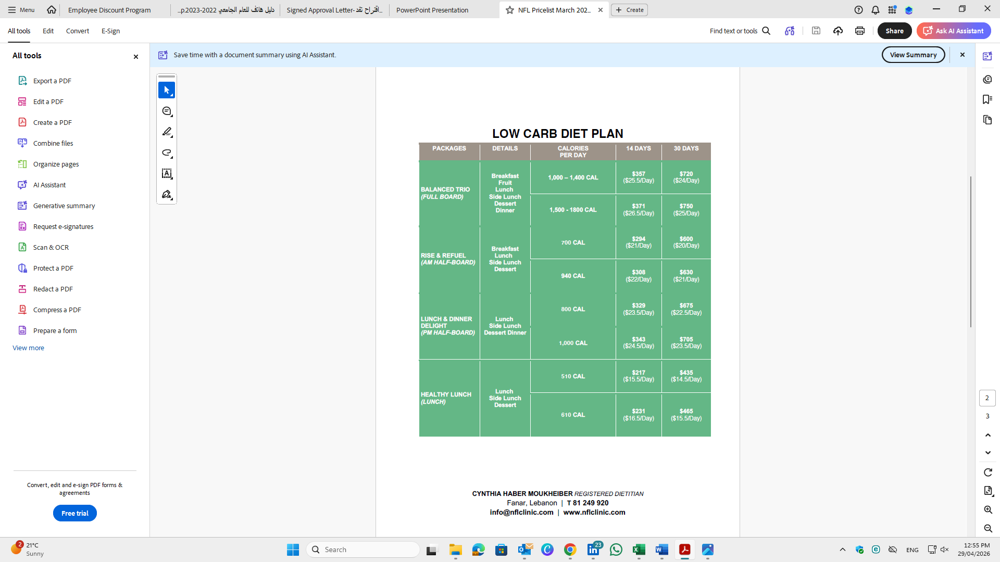 Menu
Employee Discount Program
دليل هاتف للعام الجامعي 2022-2023.p...
Signed Approval Letter- اقتراح نقد...
PowerPoint Presentation
NFL Pricelist March 202...
Create
All tools
Edit
Convert
E-Sign
Find text or tools
Share
Ask AI Assistant
All tools
Save time with a document summary using AI Assistant.
View Summary
Export a PDF
Edit a PDF
Create a PDF
Combine files
Organize pages
AI Assistant
Generative summary
Request e-signatures
Scan & OCR
Protect a PDF
Redact a PDF
Compress a PDF
Prepare a form
View more
Convert, edit and e-sign PDF forms &
agreements
Free trial
LOW CARB DIET PLAN
PACKAGES DETAILS CALORIES PER DAY 14 DAYS 30 DAYS
BALANCED TRIO
(FULL BOARD)
Breakfast
Fruit
Lunch
Side Lunch
Dessert
Dinner
1,000 – 1,400 CAL $357 ($25.5/Day) $720 ($24/Day)
1,500 - 1800 CAL $371 ($26.5/Day) $750 ($25/Day)
RISE & REFUEL
(AM HALF-BOARD)
Breakfast
Lunch
Side Lunch
Dessert
700 CAL $294 ($21/Day) $600 ($20/Day)
940 CAL $308 ($22/Day) $630 ($21/Day)
LUNCH & DINNER
DELIGHT
(PM HALF-BOARD)
Lunch
Side Lunch
Dessert Dinner
800 CAL $329 ($23.5/Day) $675 ($22.5/Day)
1,000 CAL $343 ($24.5/Day) $705 ($23.5/Day)
HEALTHY LUNCH
(LUNCH)
Lunch
Side Lunch
Dessert
510 CAL $217 ($15.5/Day) $435 ($14.5/Day)
610 CAL $231 ($16.5/Day) $465 ($15.5/Day)
CYNTHIA HABER MOUKHEIBER REGISTERED DIETITIAN
Fanar, Lebanon | T 81 249 920
info@nflclinic.com | www.nflclinic.com
2
3
2
21°C
Sunny
Search
23
ENG
12:55 PM
29/04/2026